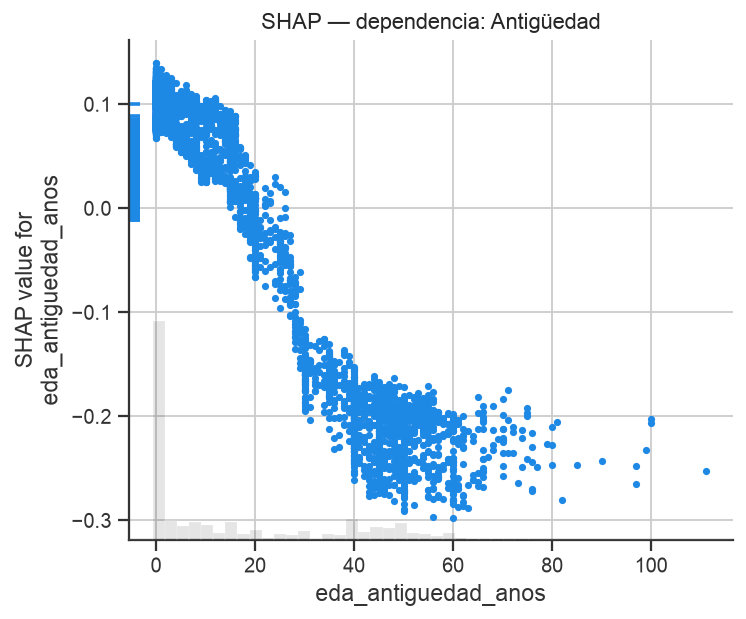 SHAP — dependencia: Antigüedad
SHAP value for
eda_antiguedad_anos
0.1
0.0
−0.1
−0.2
−0.3
0
20
40
60
80
100
eda_antiguedad_anos